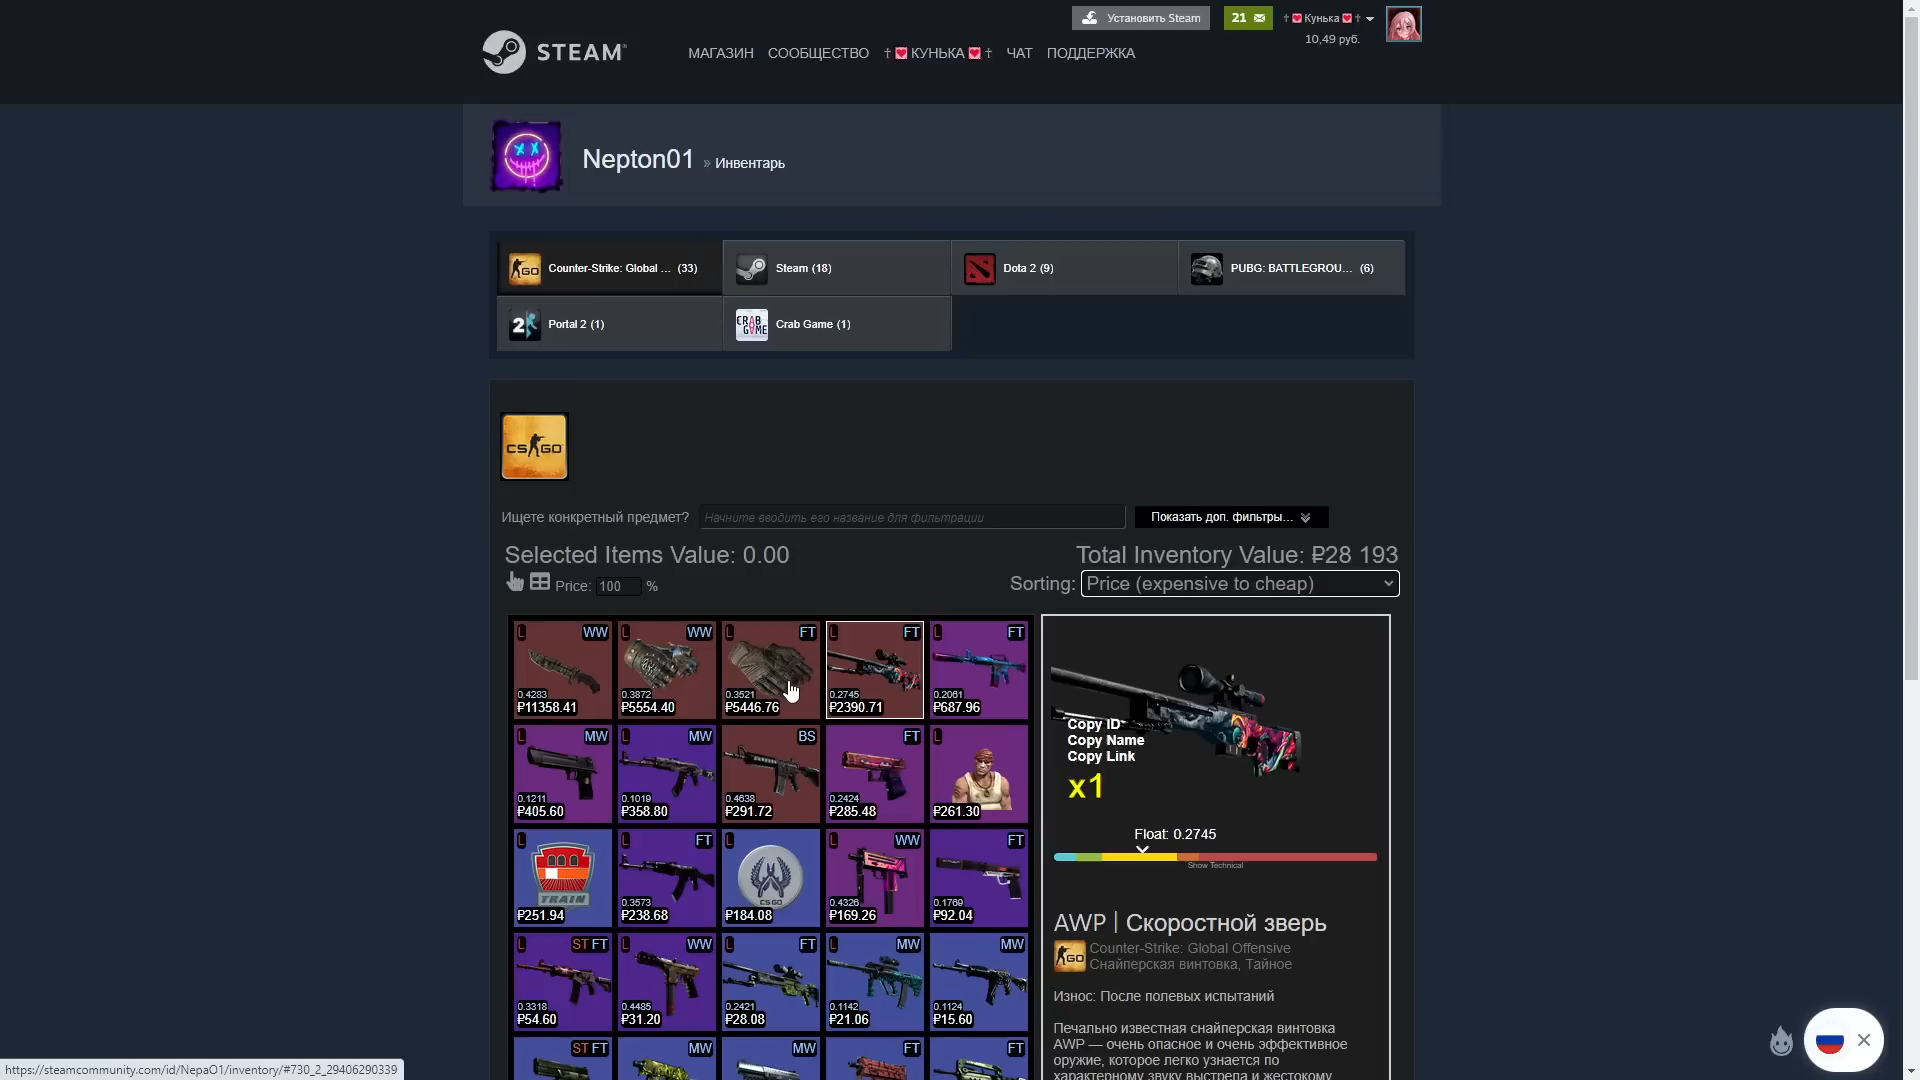 Установить Steam
21
Кунька
10,49 руб.
STEAM
МАГАЗИН СООБЩЕСТВО КУНЬКА ЧАТ ПОДДЕРЖКА
Nepton01 » Инвентарь
GO Counter-Strike: Global ... (33)
Steam (18)
Dota 2 (9)
PUBG: BATTLEGROU... (6)
2 Portal 2 (1)
CRAB GAME Crab Game (1)
CS GO
Ищете конкретный предмет? Начните вводить его название для фильтрации Показать доп. фильтры...
Selected Items Value: 0.00 Total Inventory Value: ₽28 193
Price: 100 % Sorting: Price (expensive to cheap)
L WW L WW L FT L FT L FT
0.4283 0.3872 0.3521 0.2745 0.2061
₽11358.41 ₽5554.40 ₽5446.76 ₽2390.71 ₽687.96
L MW L MW L BS L FT L
0.1211 0.1019 0.4638 0.2424
₽405.60 ₽358.80 ₽291.72 ₽285.48 ₽261.30
L L FT L L WW L FT
TRAIN CS GO
0.3573 0.4326 0.1769
₽251.94 ₽238.68 ₽184.08 ₽169.26 ₽92.04
L ST FT L WW L FT L MW MW
0.3318 0.4485 0.2421 0.1142 0.1124
₽54.60 ₽31.20 ₽28.08 ₽21.06 ₽15.60
ST FT MW MW FT FT
Copy ID
Copy Name
Copy Link
x1
Float: 0.2745
Show Technical
AWP | Скоростной зверь
GO
Counter-Strike: Global Offensive
Снайперская винтовка, Тайное
Износ: После полевых испытаний
Печально известная снайперская винтовка
AWP — очень опасное и очень эффективное
оружие, которое легко узнается по
характерному звуку выстрела и жестокому
https://steamcommunity.com/id/NepaO1/inventory/#730_2_29406290339